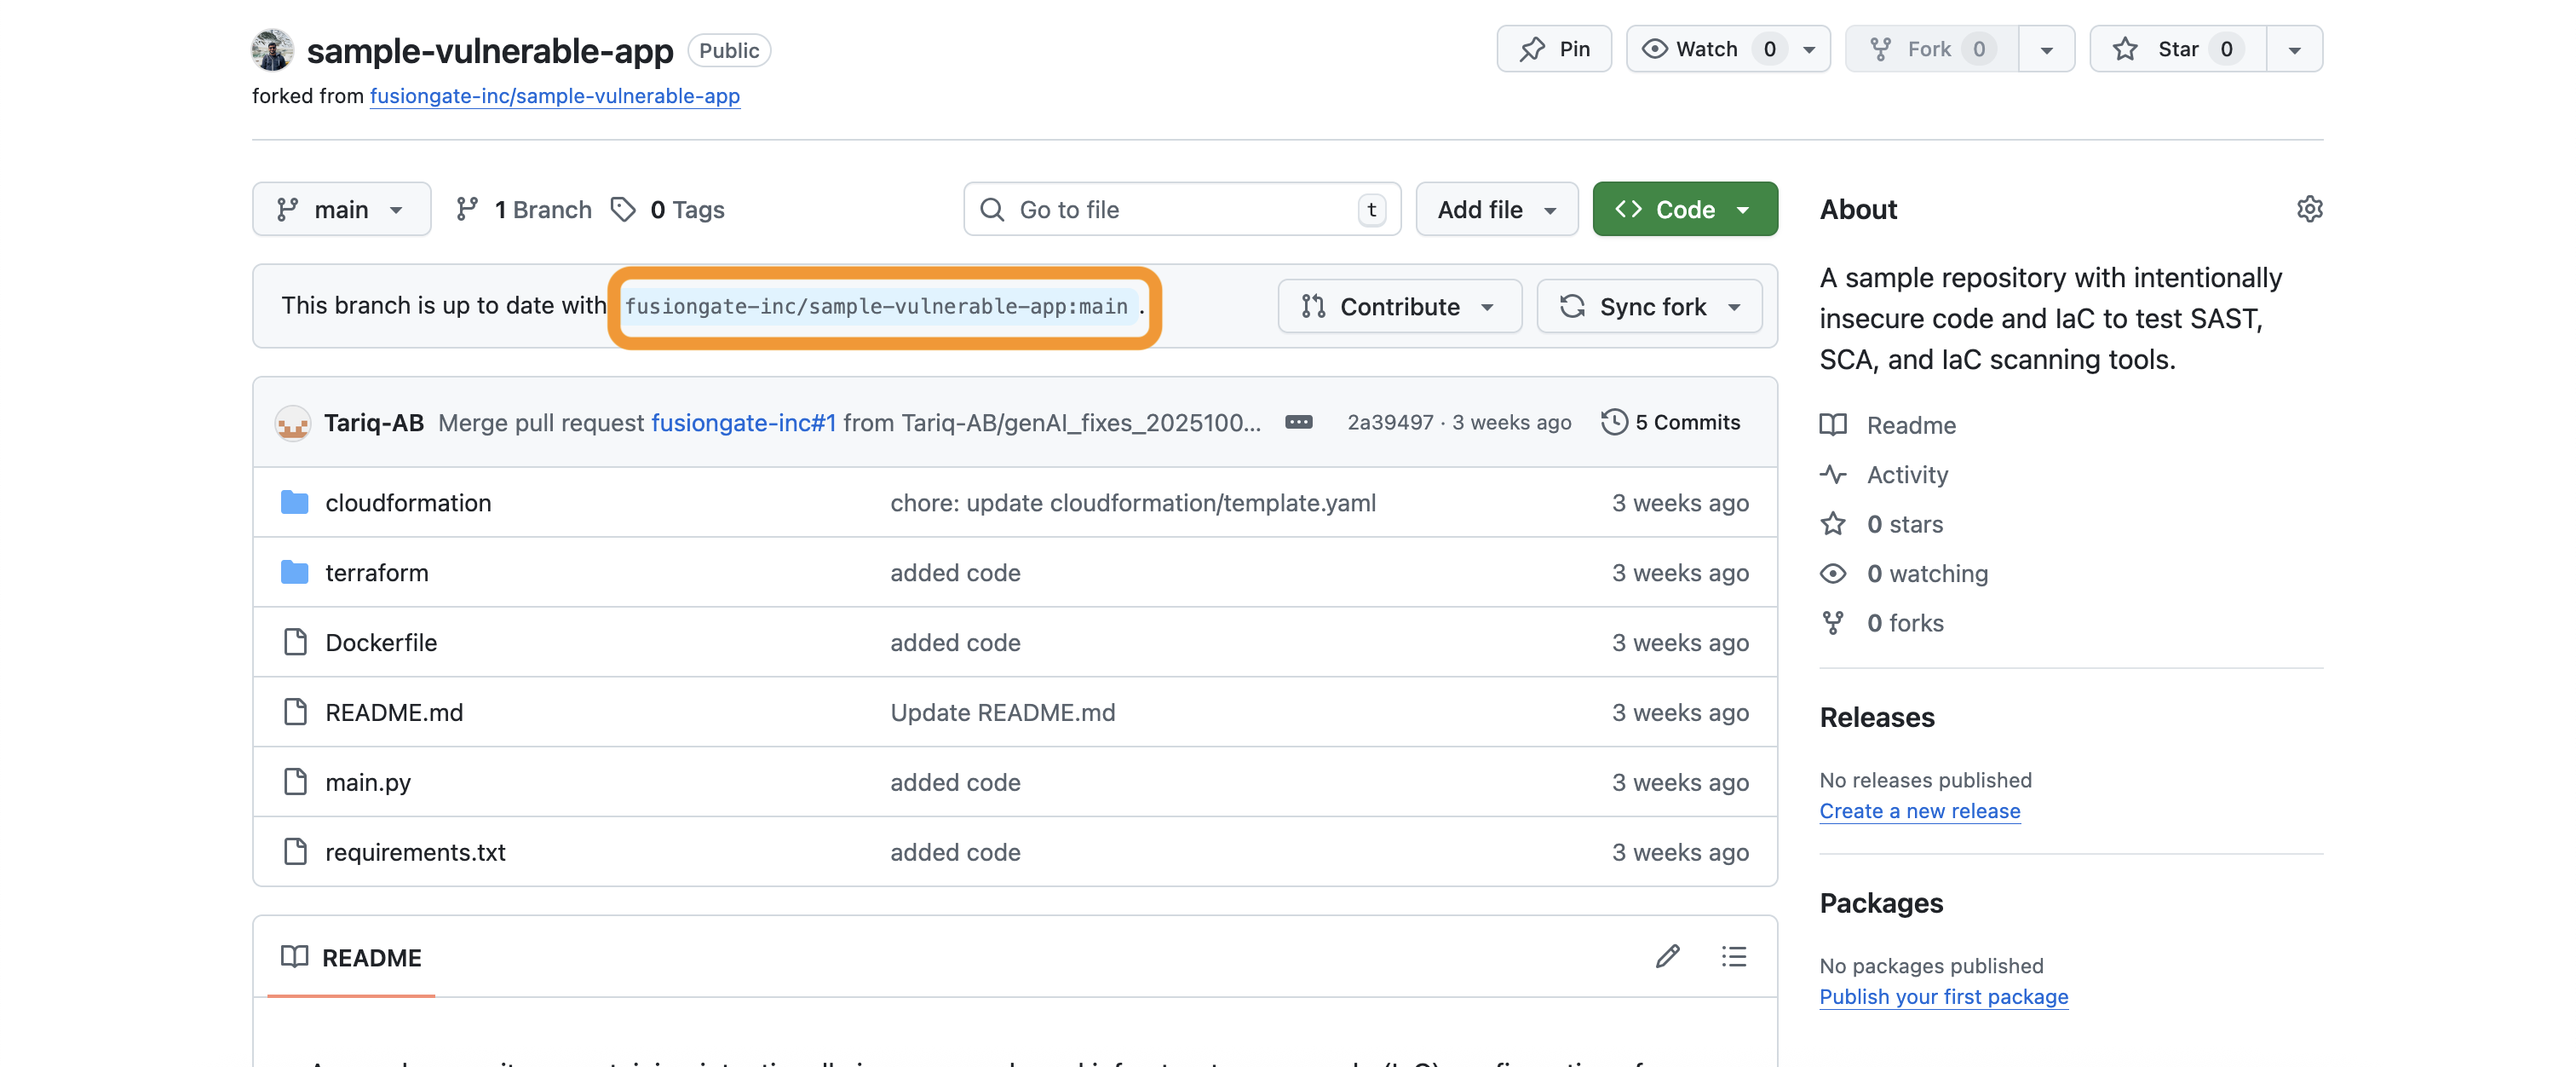 sample-vulnerable-app Public
Pin
Watch 0
Fork 0
Star 0
forked from fusiongate-inc/sample-vulnerable-app
main
1 Branch
0 Tags
Go to file t
Add file
Code
This branch is up to date with fusiongate-inc/sample-vulnerable-app:main .
Contribute
Sync fork
Tariq-AB Merge pull request fusiongate-inc#1 from Tariq-AB/genAI_fixes_2025100... 2a39497 · 3 weeks ago 5 Commits
cloudformation chore: update cloudformation/template.yaml 3 weeks ago
terraform added code 3 weeks ago
Dockerfile added code 3 weeks ago
README.md Update README.md 3 weeks ago
main.py added code 3 weeks ago
requirements.txt added code 3 weeks ago
README
About
A sample repository with intentionally
insecure code and IaC to test SAST,
SCA, and IaC scanning tools.
Readme
Activity
0 stars
0 watching
0 forks
Releases
No releases published
Create a new release
Packages
No packages published
Publish your first package